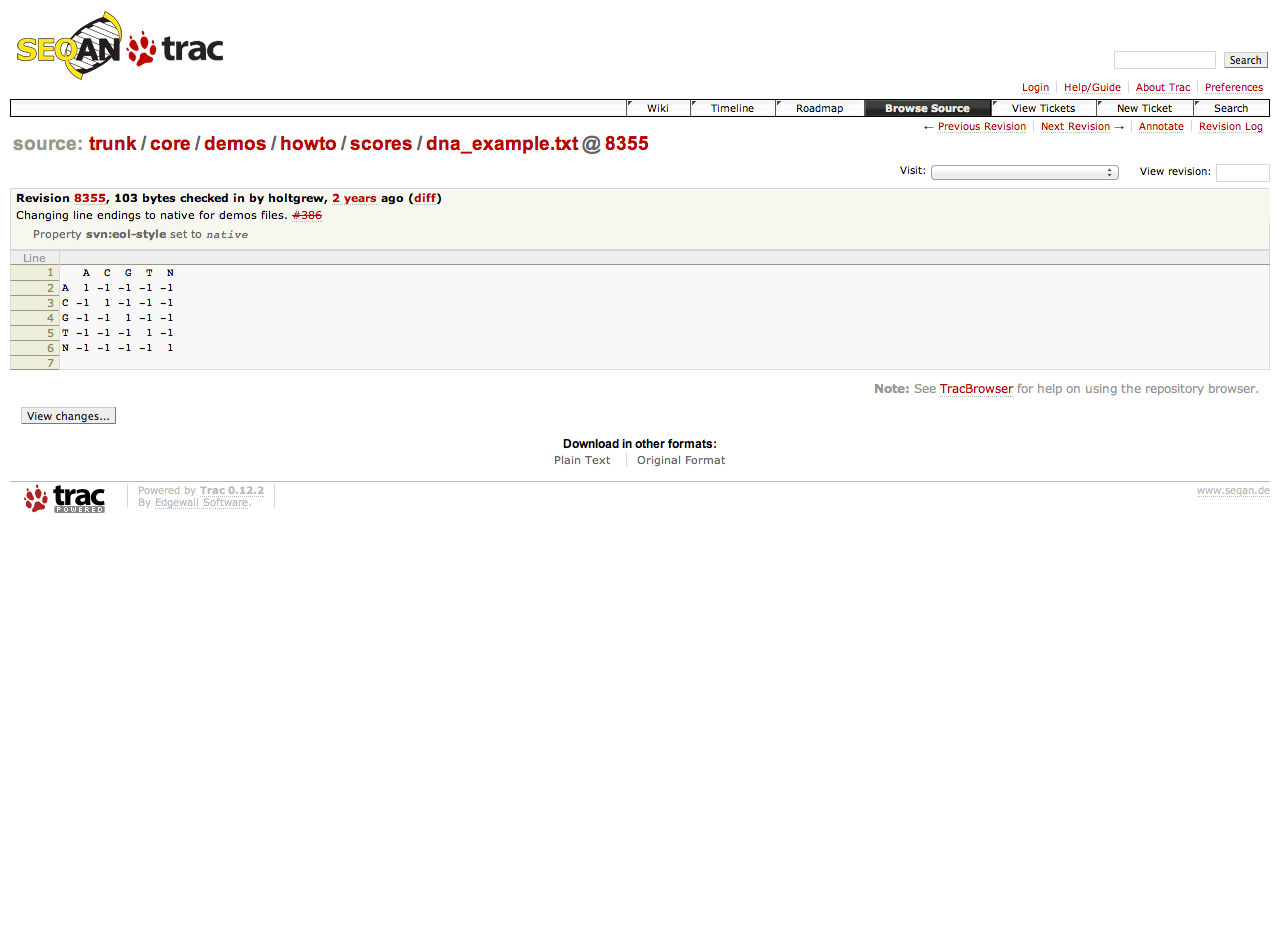 SEQAN trac
Search
Login Help/Guide About Trac Preferences
Wiki Timeline Roadmap Browse Source View Tickets New Ticket Search
← Previous Revision Next Revision → Annotate Revision Log
source: trunk / core / demos / howto / scores / dna_example.txt @ 8355
Visit: View revision:
Revision 8355, 103 bytes checked in by holtgrew, 2 years ago (diff)
Changing line endings to native for demos files. #386
Property svn:eol-style set to native
Line
1    A  C  G  T  N
2 A  1 -1 -1 -1 -1
3 C -1  1 -1 -1 -1
4 G -1 -1  1 -1 -1
5 T -1 -1 -1  1 -1
6 N -1 -1 -1 -1  1
7
Note: See TracBrowser for help on using the repository browser.
View changes...
Download in other formats:
Plain Text Original Format
trac POWERED
Powered by Trac 0.12.2
By Edgewall Software.
www.seqan.de